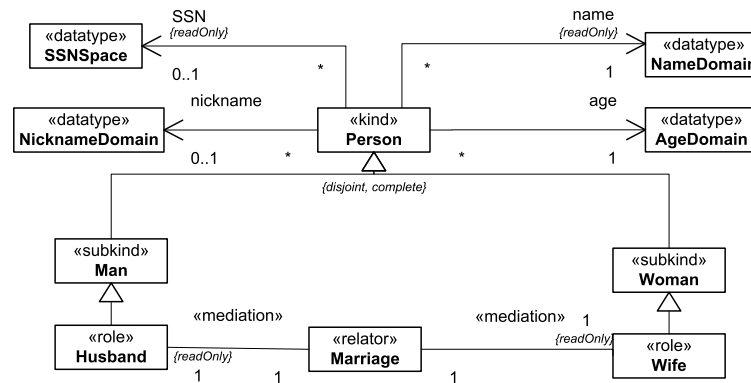 SSN
{readOnly}
name
{readOnly}
«datatype»
SSNSpace
0..1
*
*
1
«datatype»
NameDomain
nickname
age
«datatype»
NicknameDomain
«kind»
Person
«datatype»
AgeDomain
0..1
*
*
1
{disjoint, complete}
«subkind»
Man
«subkind»
Woman
«mediation»
«mediation»
1
«role»
Husband
{readOnly}
«relator»
Marriage
{readOnly}
«role»
Wife
1
1
1